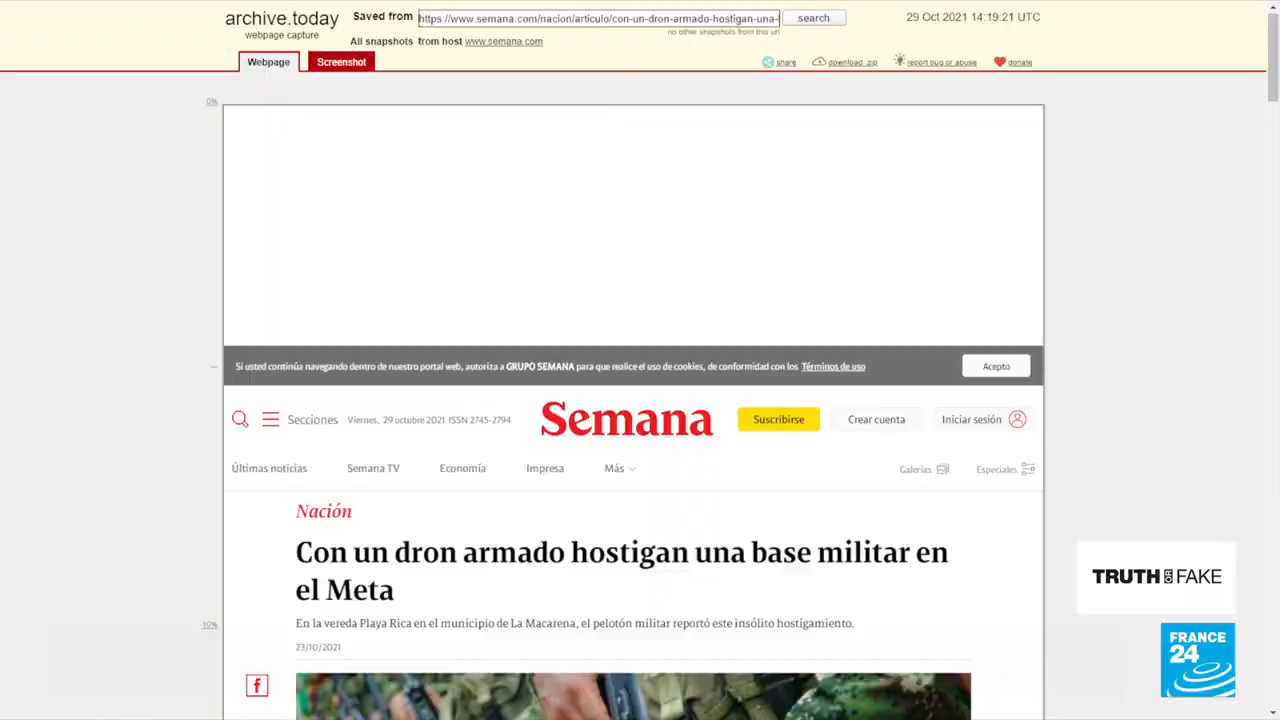 archive.today
webpage capture
Saved from
https://www.semana.com/nacion/articulo/con-un-dron-armado-hostigan-una-
search
29 Oct 2021 14:19:21 UTC
no other snapshots from this url
All snapshots from host www.semana.com
Webpage
Screenshot
share
download .zip
report bug or abuse
donate
0%
Si usted continúa navegando dentro de nuestro portal web, autoriza a GRUPO SEMANA para que realice el uso de cookies, de conformidad con los Términos de uso
Acepto
Secciones
Viernes, 29 octubre 2021 ISSN 2745-2794
Semana
Suscribirse
Crear cuenta
Iniciar sesión
Últimas noticias
Semana TV
Economía
Impresa
Más
Galerías
Especiales
Nación
Con un dron armado hostigan una base militar en
el Meta
10%
En la vereda Playa Rica en el municipio de La Macarena, el pelotón militar reportó este insólito hostigamiento.
23/10/2021
f
TRUTH OR FAKE
FRANCE
24